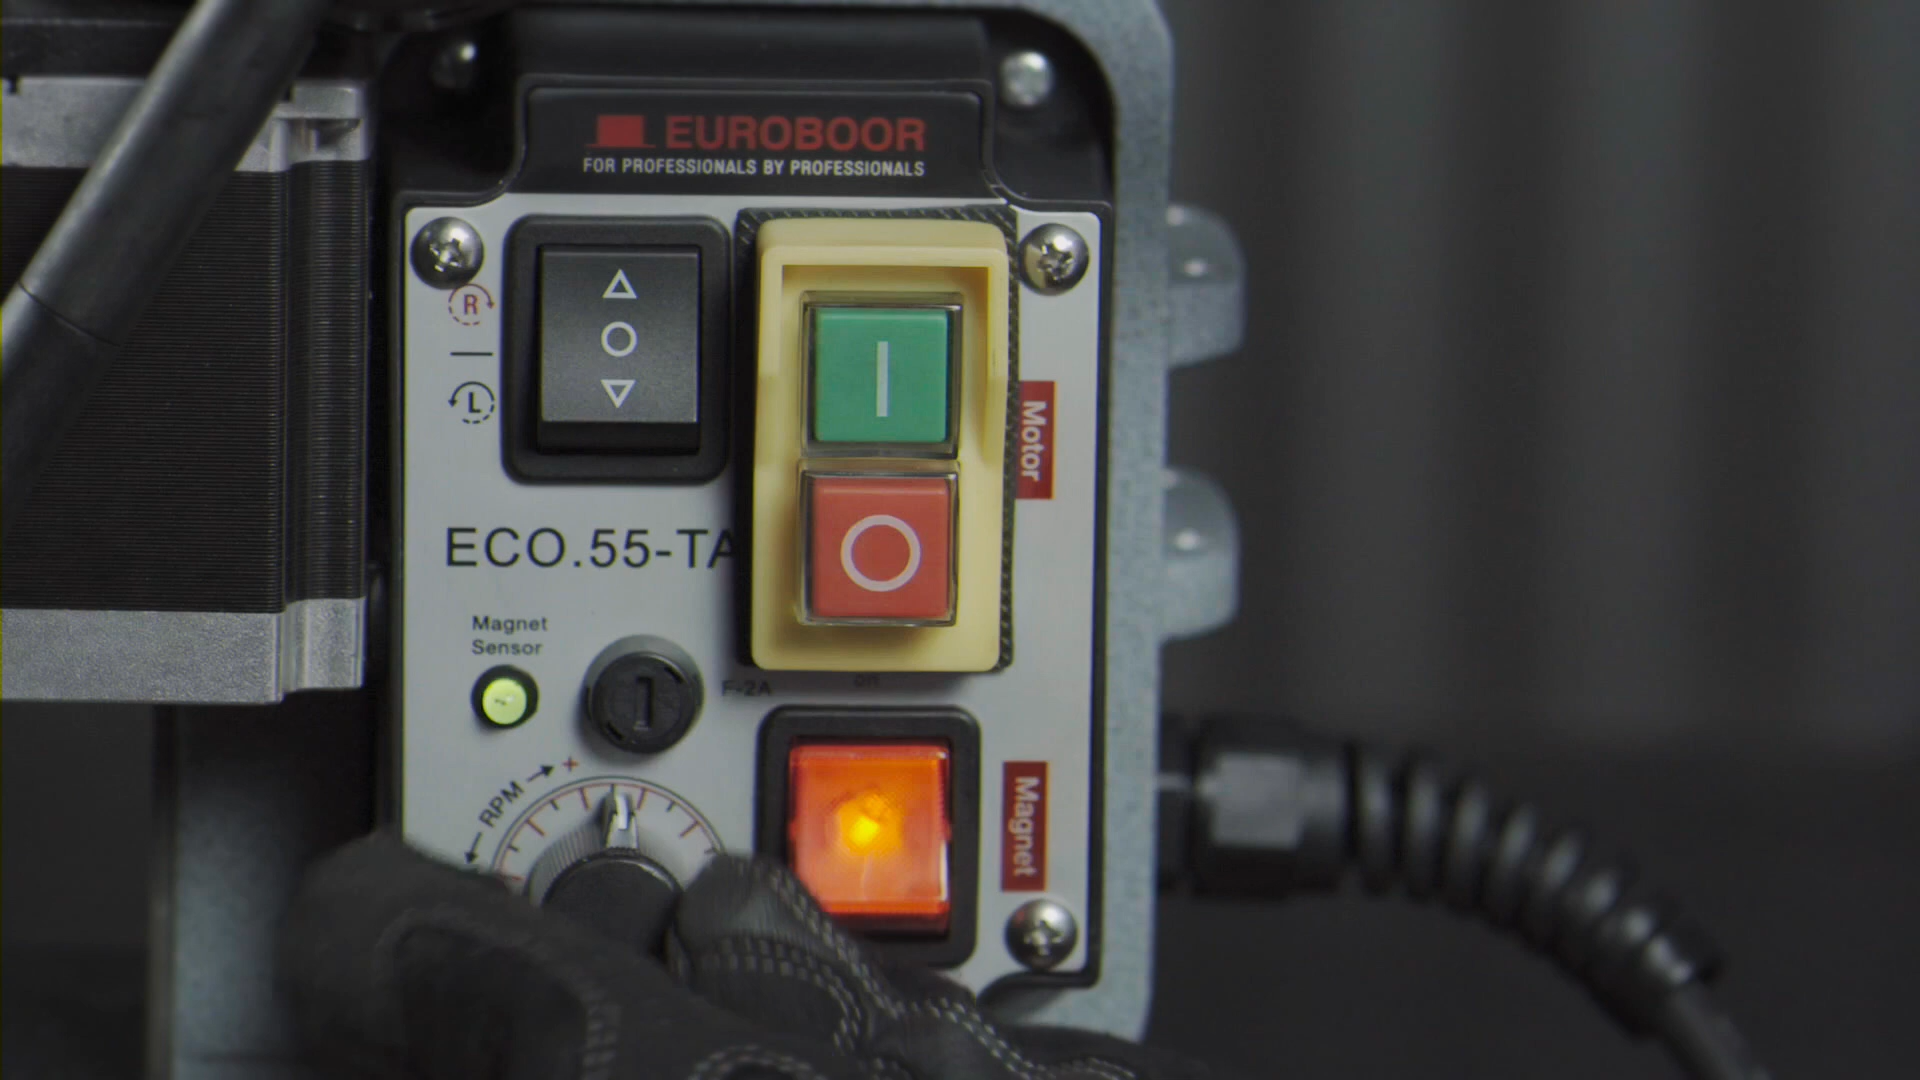 EUROBOOR
FOR PROFESSIONALS BY PROFESSIONALS
R
L
Motor
ECO.55-TA
Magnet
Sensor
F-2A
RPM
+
Magnet